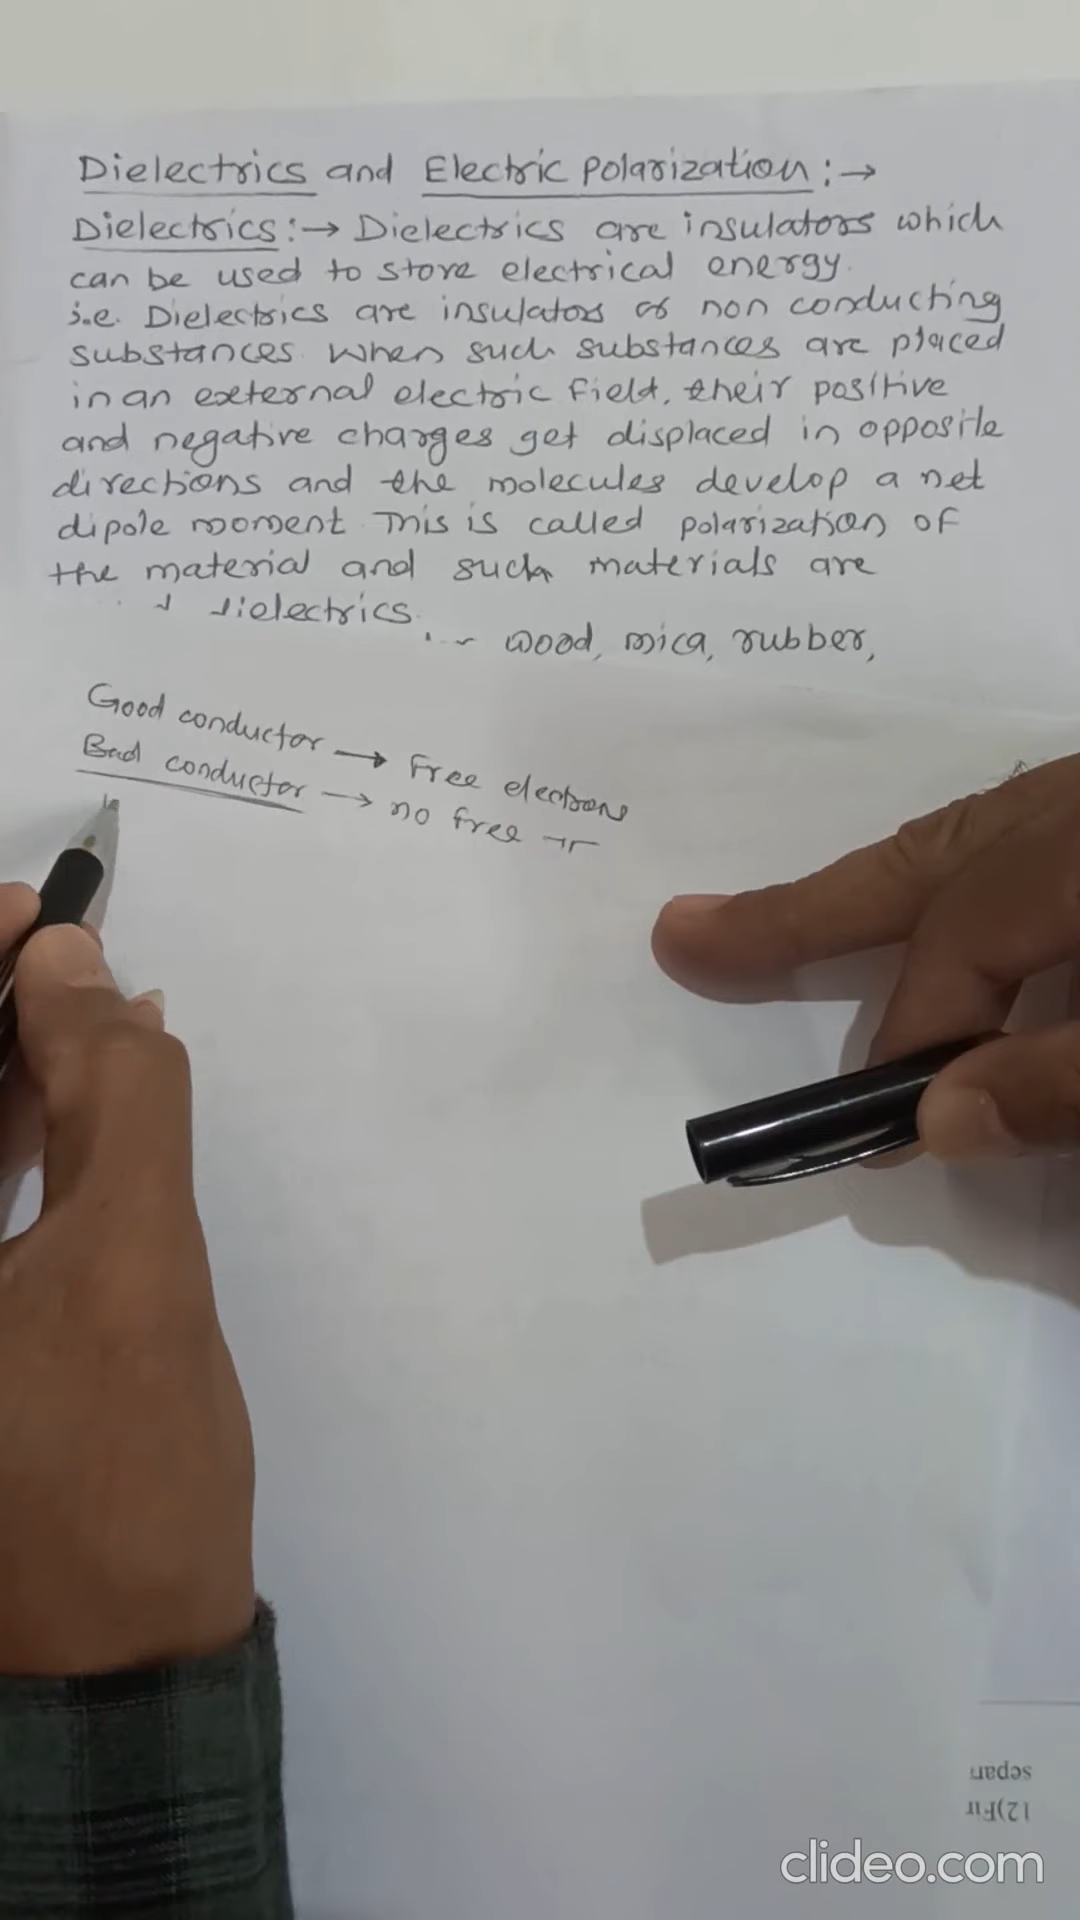 Dielectrics and Electric Polarization:→
Dielectrics:→ Dielectrics are insulators which
can be used to store electrical energy.
i.e. Dielectrics are insulators or non conducting
substances. When such substances are placed
in an external electric field, their positive
and negative charges get displaced in opposite
directions and the molecules develop a net
dipole moment. This is called polarization of
the material and such materials are
dielectrics.
wood, mica, rubber,
Good conductor → Free electrons
Bad conductor → no free
separ
12)Fir
clideo.com